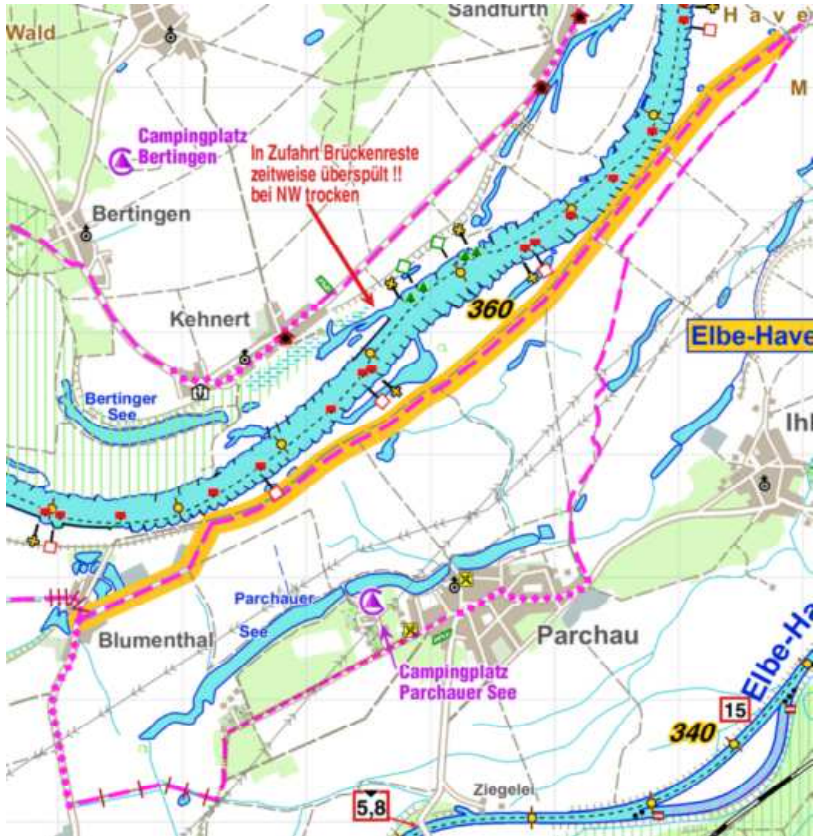 Sandfurth
H a v e
Wald
M
Campingplatz
Bertingen
In Zufahrt Brückenreste
zeitweise überspült !!
bei NW trocken
Bertingen
360
Kehnert
Elbe-Have
Bertinger
See
Ihl
Parchauer
See
Blumenthal
Parchau
Campingplatz
Parchauer See
Elbe-Ha
15
340
Ziegelei
5,8